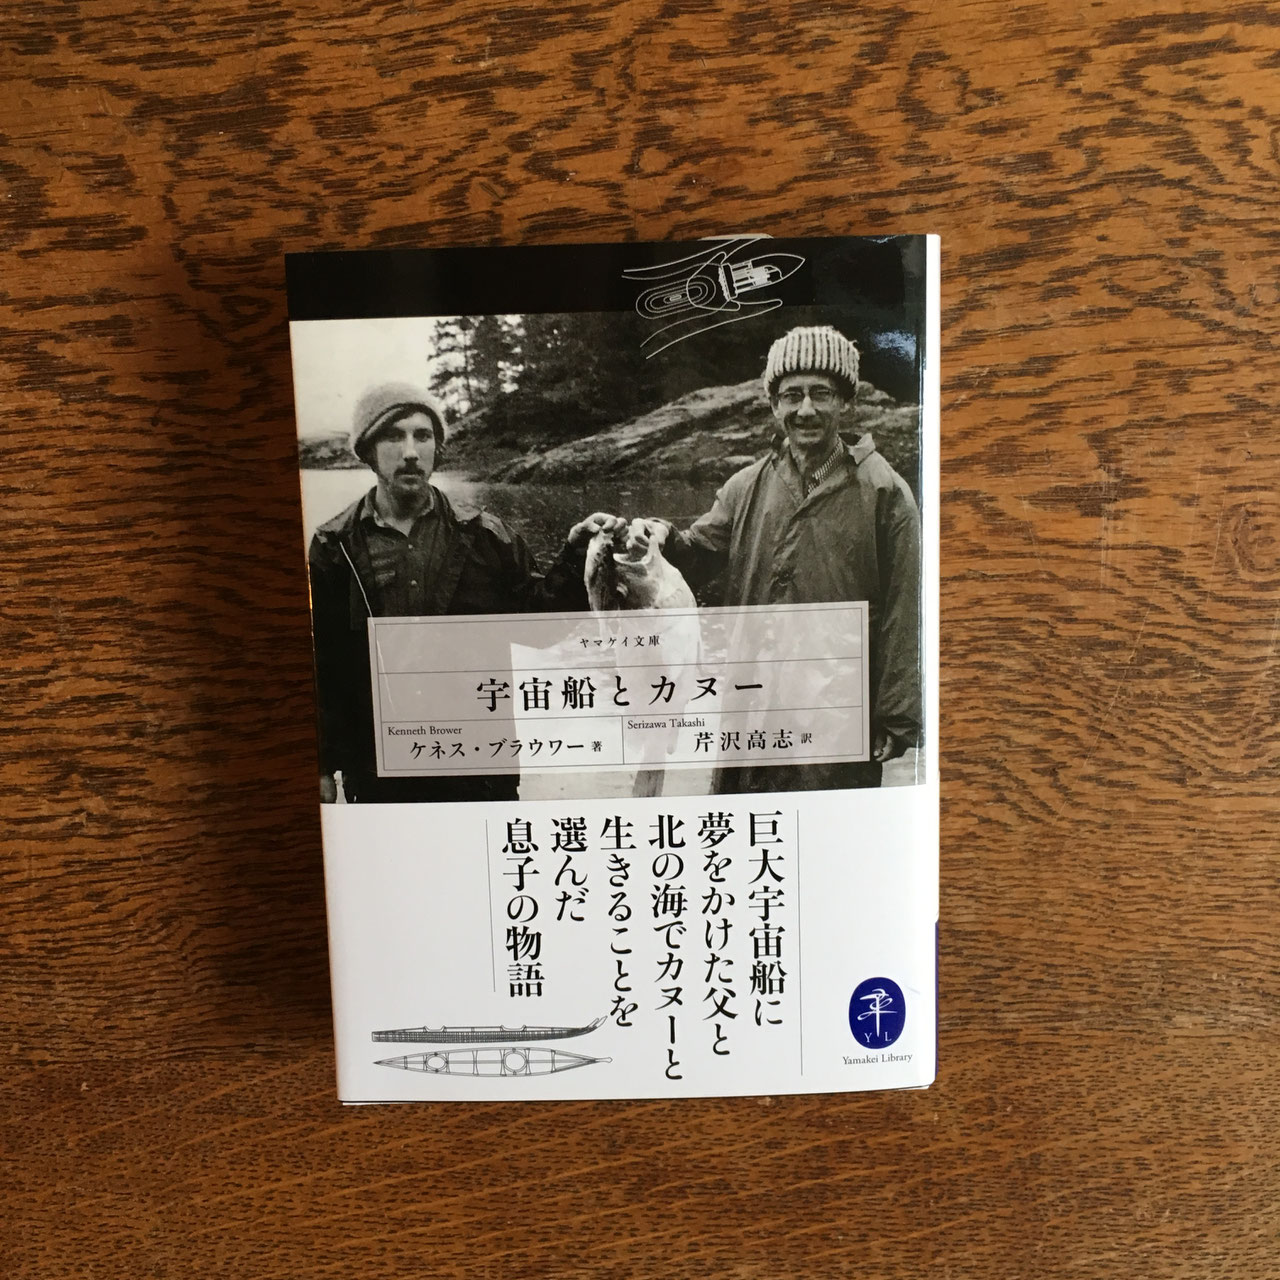 ヤマケイ文庫
宇宙船とカヌー
Kenneth Brower
ケネス・ブラウワー 著
Serizawa Takashi
芹沢高志 訳
巨大宇宙船に
夢をかけた父と
北の海でカヌーと
生きることを
選んだ
息子の物語
Y L
Yamakei Library